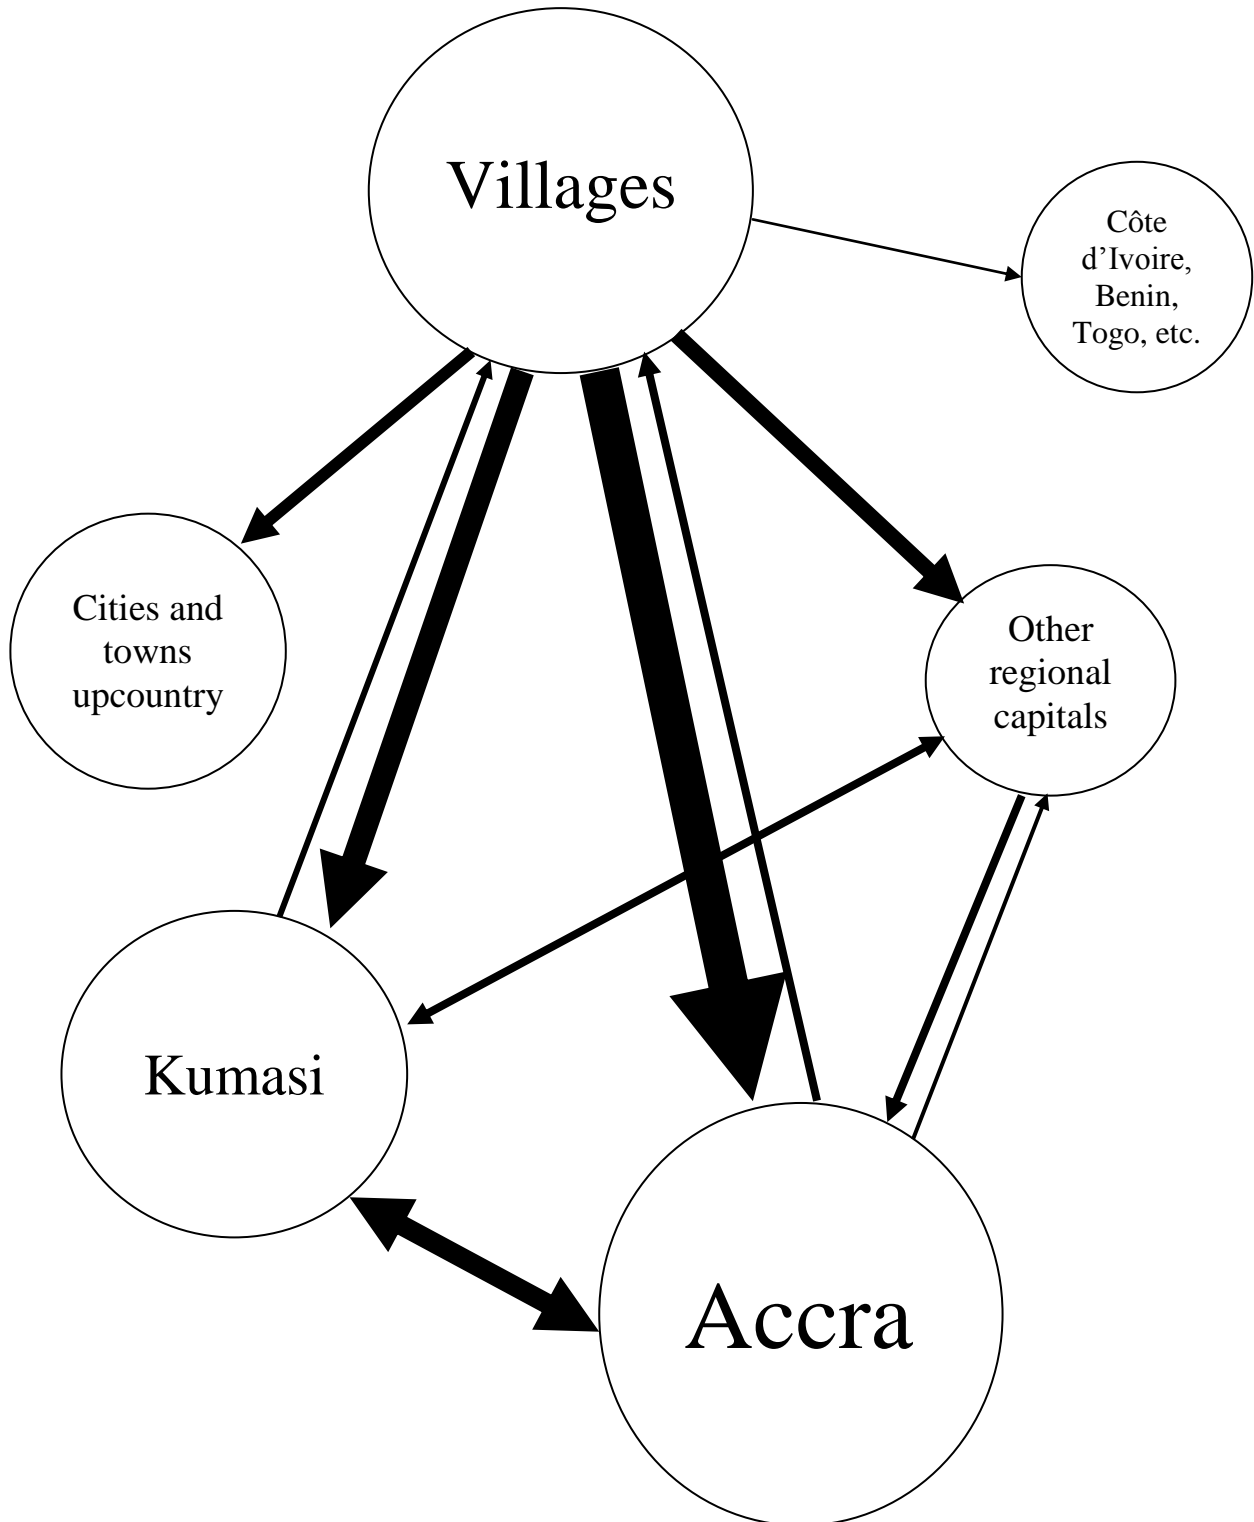 Villages
Côte
d’Ivoire,
Benin,
Togo, etc.
Cities and
towns
upcountry
Other
regional
capitals
Kumasi
Accra